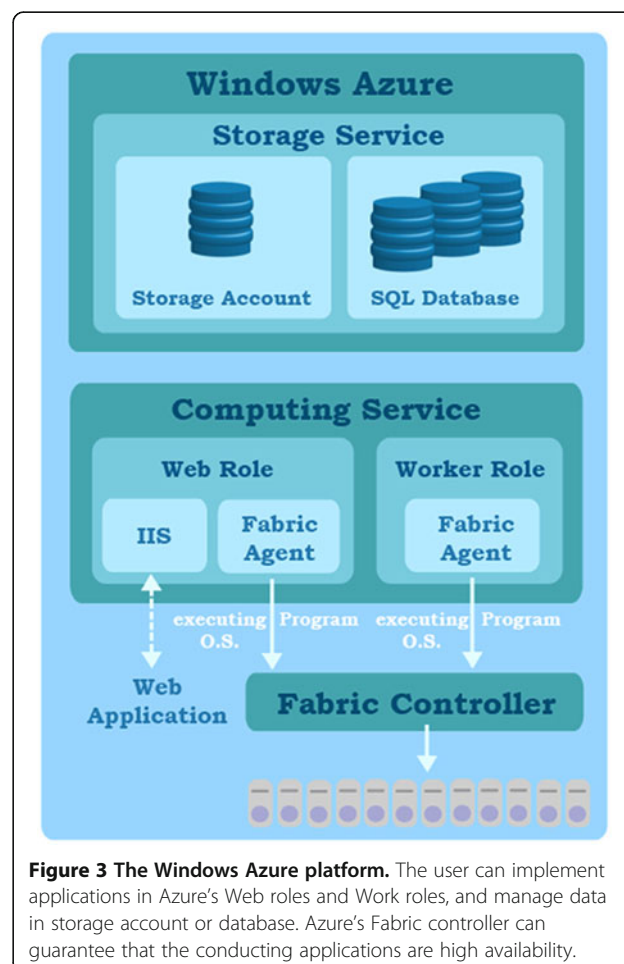 Windows Azure
Storage Service
Storage Account
SQL Database
Computing Service
Web Role
Worker Role
IIS
Fabric
Agent
Fabric
Agent
executing Program
O.S.
executing Program
O.S.
Web
Application
Fabric Controller
Figure 3 The Windows Azure platform. The user can implement
applications in Azure's Web roles and Work roles, and manage data
in storage account or database. Azure's Fabric controller can
guarantee that the conducting applications are high availability.